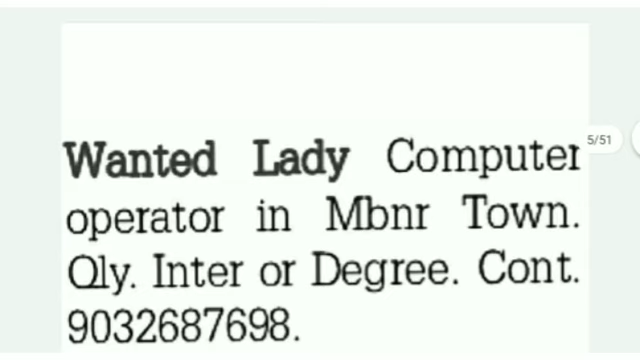 Wanted Lady Computer
operator in Mbnr Town.
Qly. Inter or Degree. Cont.
9032687698.
5/51